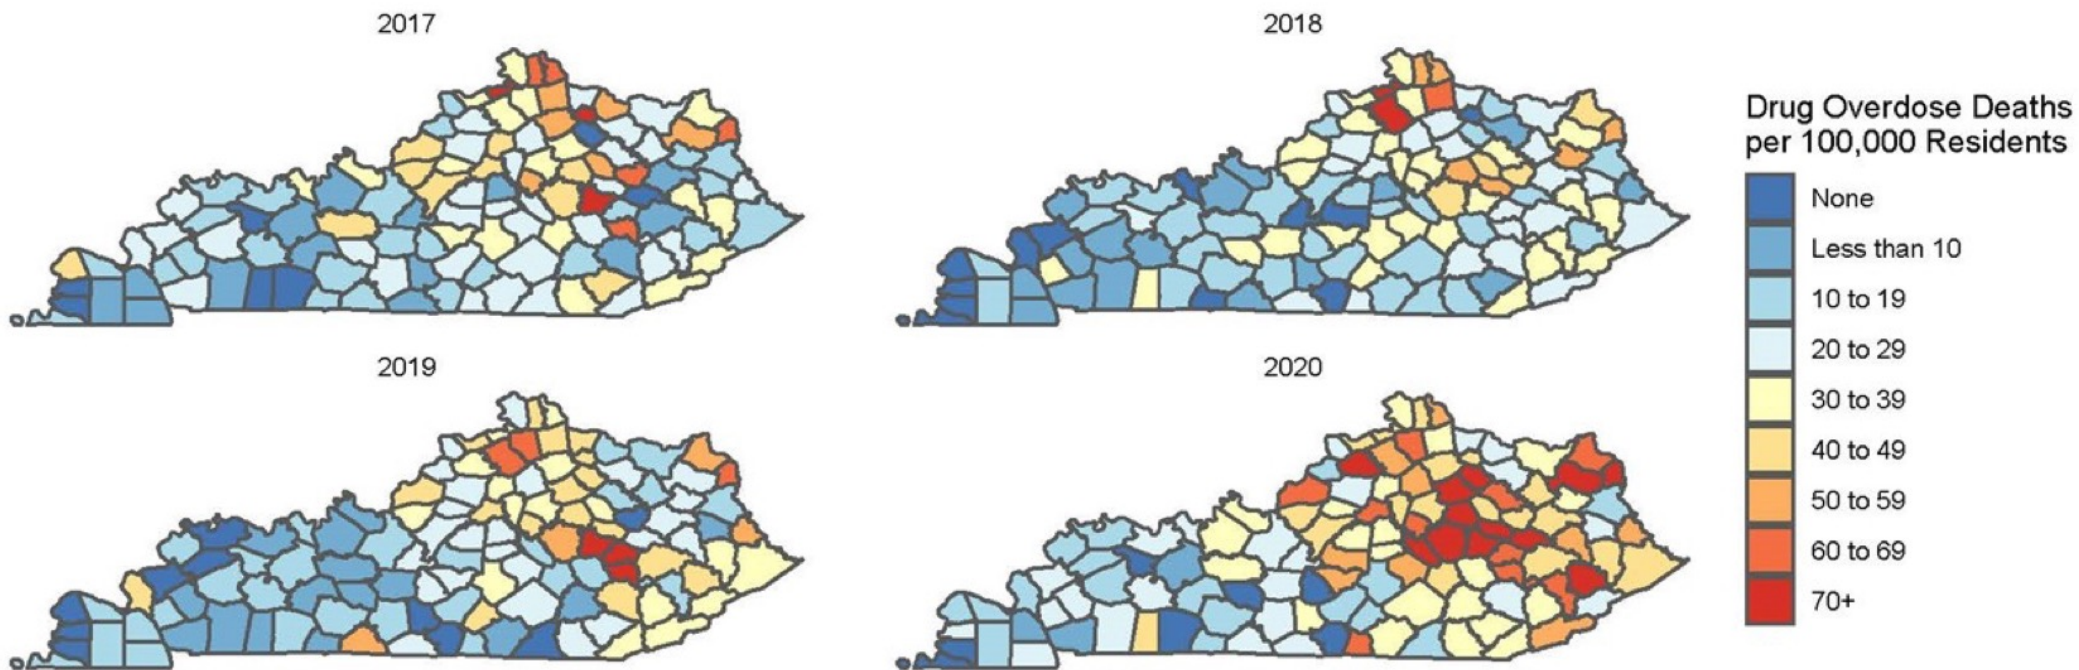 2017
2018
Drug Overdose Deaths
per 100,000 Residents
None
Less than 10
10 to 19
20 to 29
30 to 39
40 to 49
50 to 59
60 to 69
70+
2019
2020